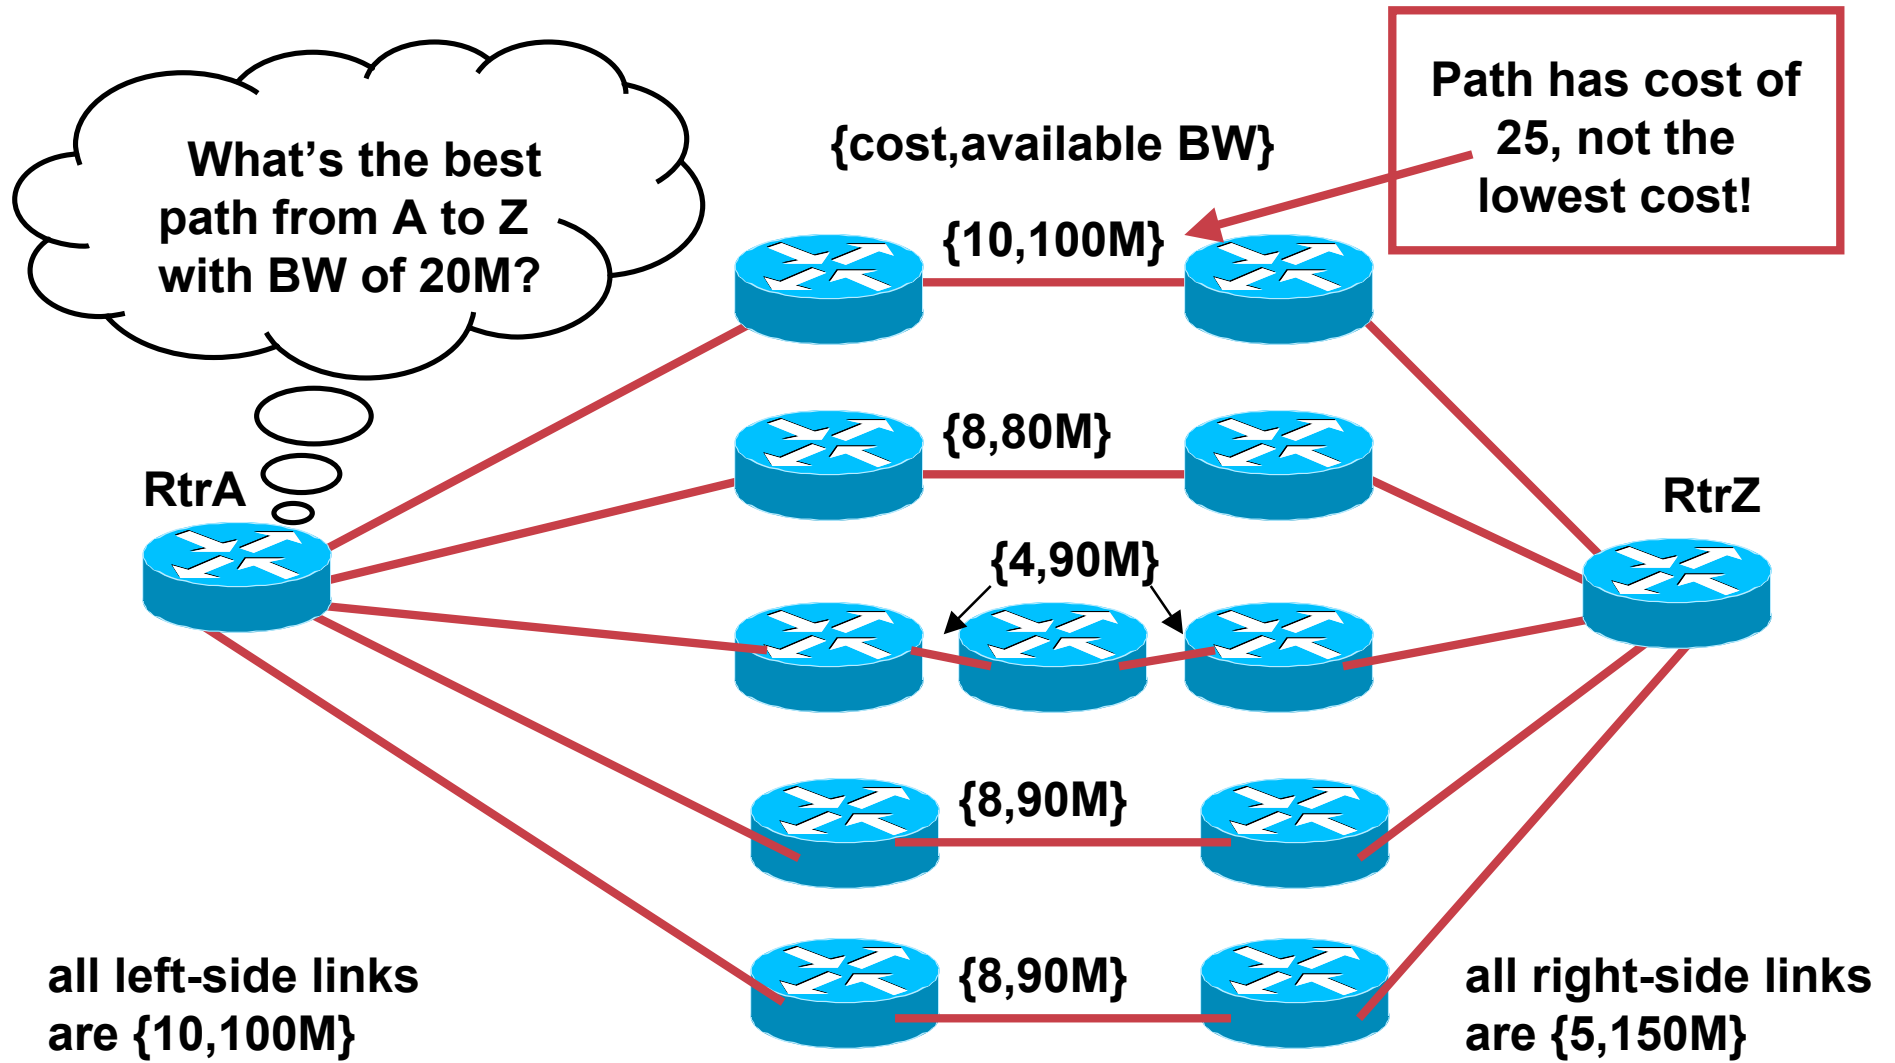 What’s the best
path from A to Z
with BW of 20M?
{cost,available BW}
Path has cost of
25, not the
lowest cost!
{10,100M}
{8,80M}
RtrA
RtrZ
{4,90M}
{8,90M}
{8,90M}
all left-side links
are {10,100M}
all right-side links
are {5,150M}